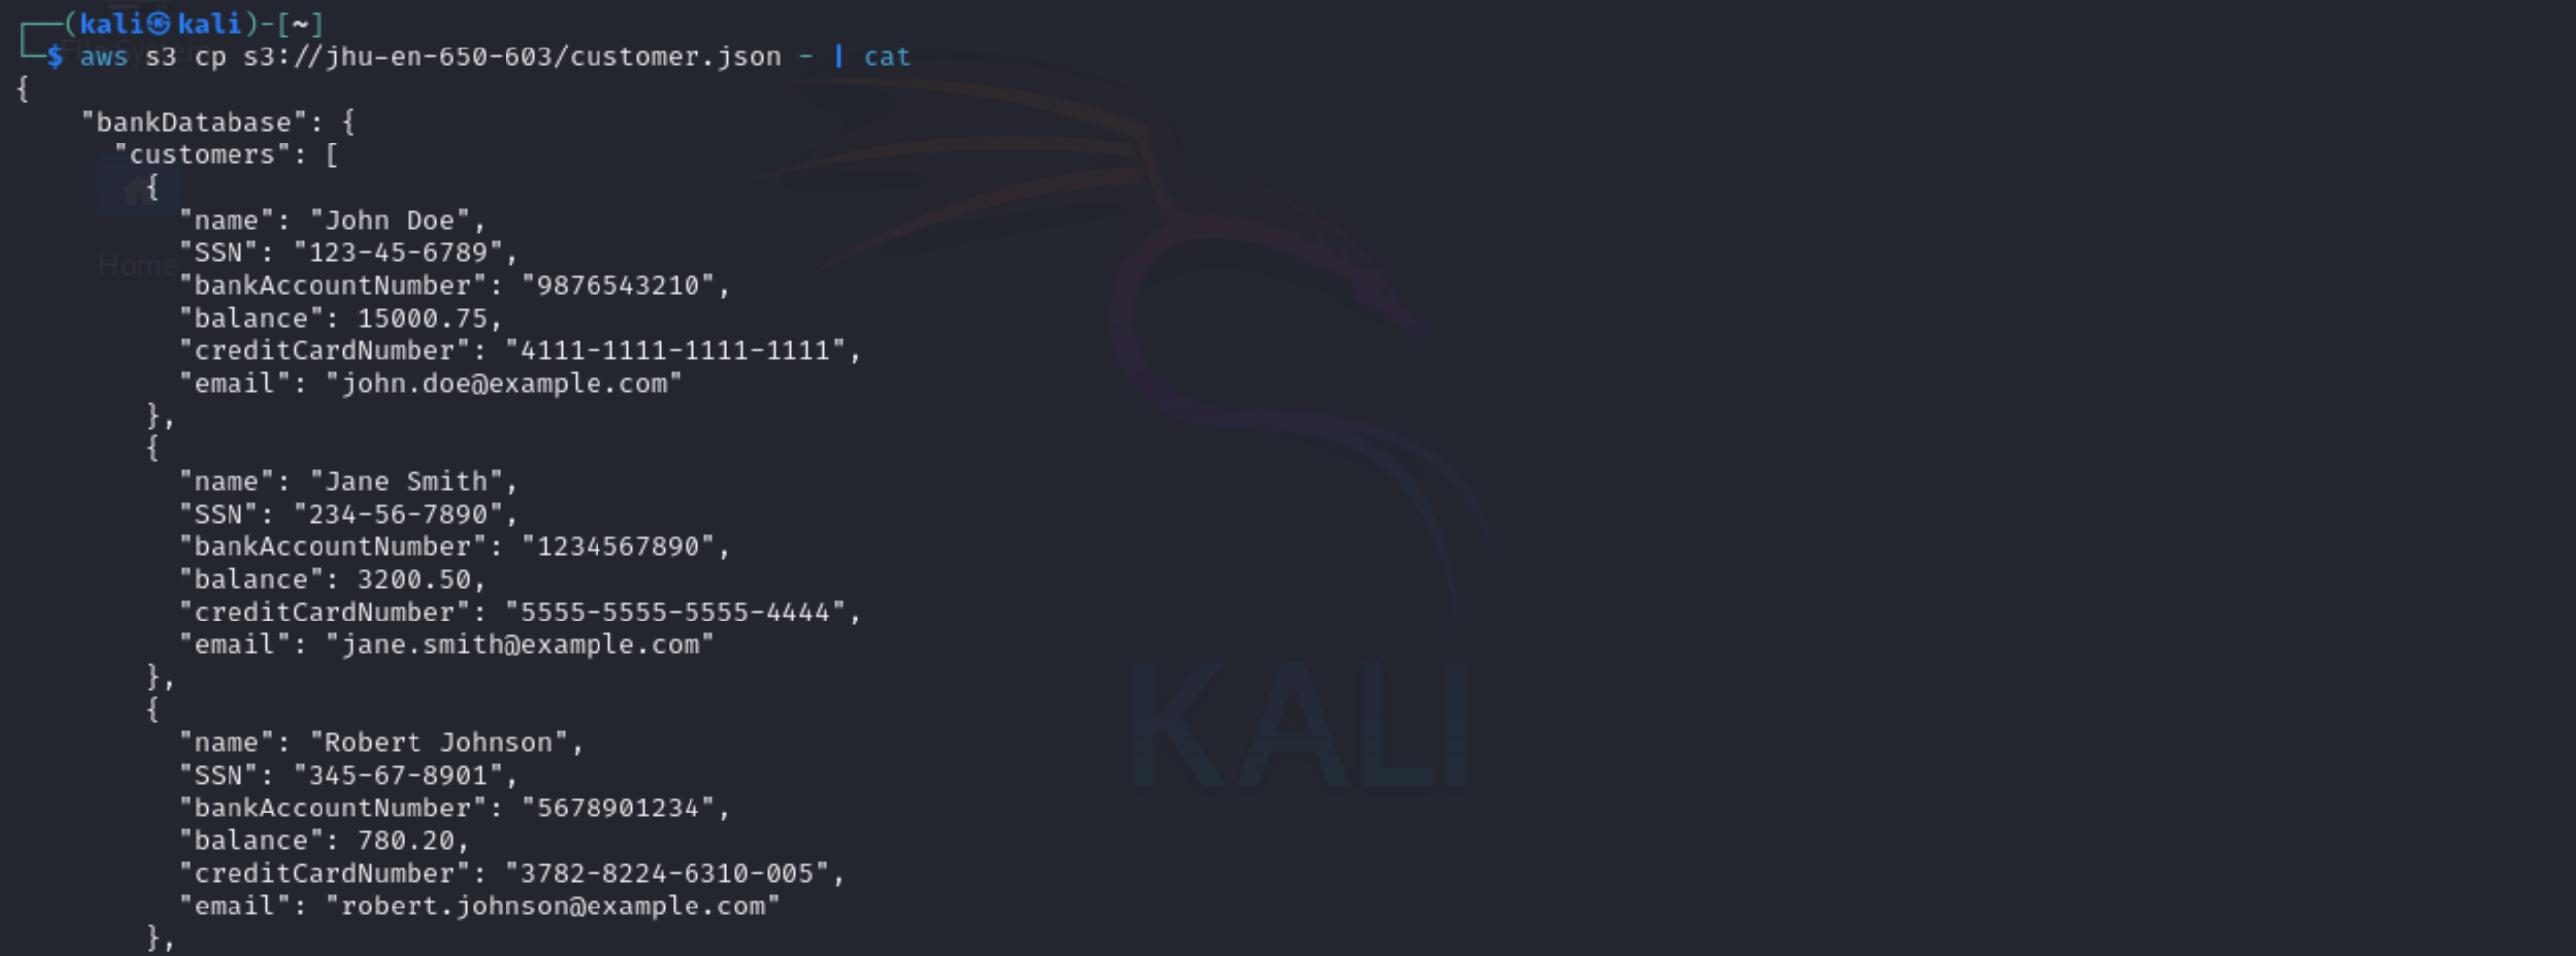 (kali㉿kali)-[~]
$ aws s3 cp s3://jhu-en-650-603/customer.json - | cat
{
    "bankDatabase": {
      "customers": [
        {
          "name": "John Doe",
          "SSN": "123-45-6789",
          "bankAccountNumber": "9876543210",
          "balance": 15000.75,
          "creditCardNumber": "4111-1111-1111-1111",
          "email": "john.doe@example.com"
        },
        {
          "name": "Jane Smith",
          "SSN": "234-56-7890",
          "bankAccountNumber": "1234567890",
          "balance": 3200.50,
          "creditCardNumber": "5555-5555-5555-4444",
          "email": "jane.smith@example.com"
        },
        {
          "name": "Robert Johnson",
          "SSN": "345-67-8901",
          "bankAccountNumber": "5678901234",
          "balance": 780.20,
          "creditCardNumber": "3782-8224-6310-005",
          "email": "robert.johnson@example.com"
        },
File System
Home
KALI